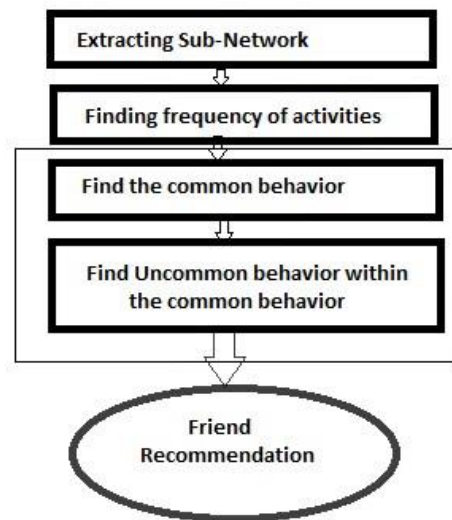 Extracting Sub-Network
Finding frequency of activities
Find the common behavior
Find Uncommon behavior within
the common behavior
Friend
Recommendation